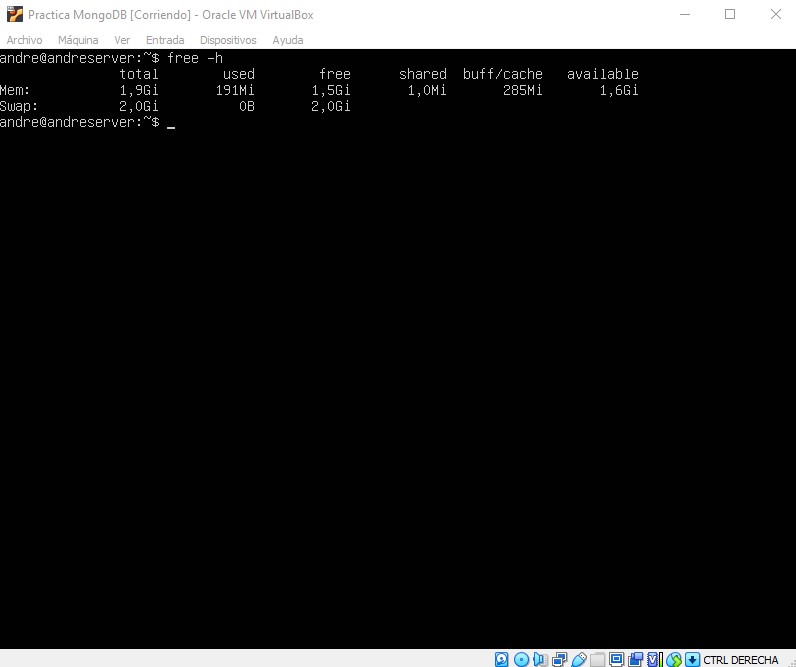 Practica MongoDB [Corriendo] - Oracle VM VirtualBox
Archivo Máquina Ver Entrada Dispositivos Ayuda
andre@andreserver:~$ free -h
total used free shared buff/cache available
Mem: 1,9Gi 191Mi 1,5Gi 1,0Mi 285Mi 1,6Gi
Swap: 2,0Gi 0B 2,0Gi
andre@andreserver:~$ _
CTRL DERECHA